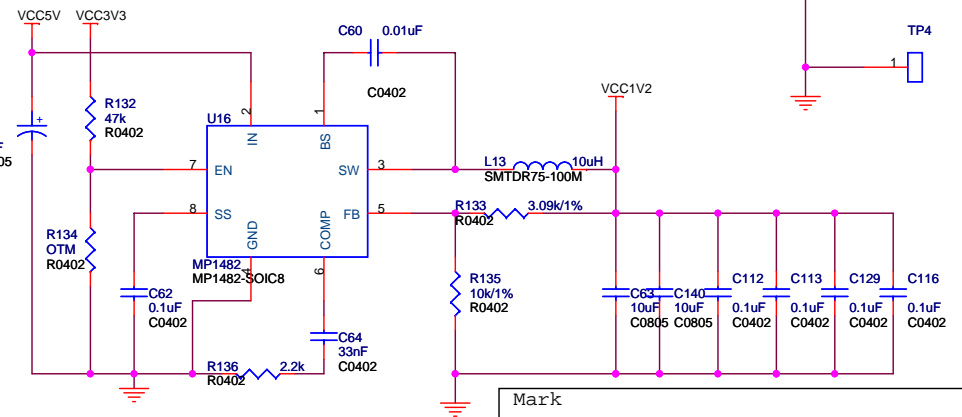 VCC5V
VCC3V3
C60 0.01uF
C0402
TP4
1
VCC1V2
R132
47k
R0402
+
05
U16
2
IN
1
BS
7
EN
SW
3
L13 10uH
SMTDR75-100M
8
SS
FB
5
R133 3.09k/1%
R0402
GND
COMP
4
6
MP1482
MP1482-SOIC8
R134
OTM
R0402
C62
0.1uF
C0402
R135
10k/1%
R0402
C64
33nF
C0402
R136 2.2k
R0402
C63
10uF
C0805
C140
10uF
C0805
C112
0.1uF
C0402
C113
0.1uF
C0402
C129
0.1uF
C0402
C116
0.1uF
C0402
Mark